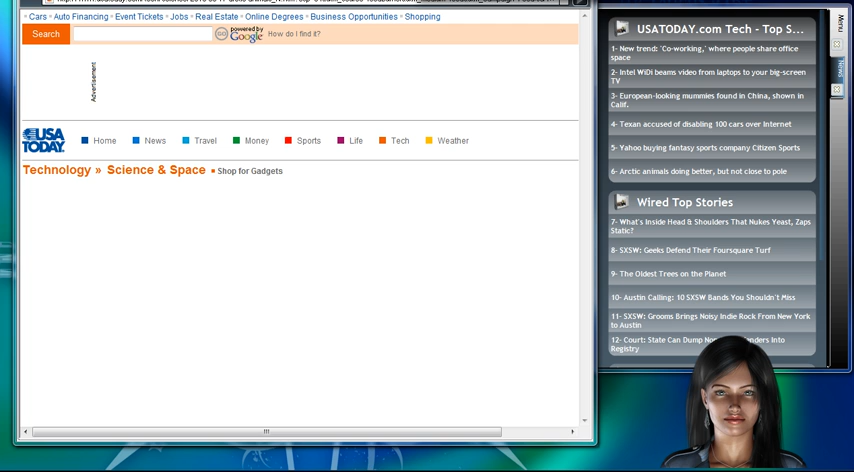 Cars Auto Financing Event Tickets Jobs Real Estate Online Degrees Business Opportunities Shopping
Search powered by Google How do I find it?
Advertisement
USA TODAY. Home News Travel Money Sports Life Tech Weather
Technology » Science & Space Shop for Gadgets
USATODAY.com Tech - Top S...
1- New trend: 'Co-working,' where people share office
space
2- Intel WiDi beams video from laptops to your big-screen
TV
3- European-looking mummies found in China, shown in
Calif.
4- Texan accused of disabling 100 cars over Internet
5- Yahoo buying fantasy sports company Citizen Sports
6- Arctic animals doing better, but not close to pole
Wired Top Stories
7- What's Inside Head & Shoulders That Nukes Yeast, Zaps
Static?
8- SXSW: Geeks Defend Their Foursquare Turf
9- The Oldest Trees on the Planet
10- Austin Calling: 10 SXSW Bands You Shouldn't Miss
11- SXSW: Grooms Brings Noisy Indie Rock From New York
to Austin
12- Court: State Can Dump Into
Registry
Menu
News